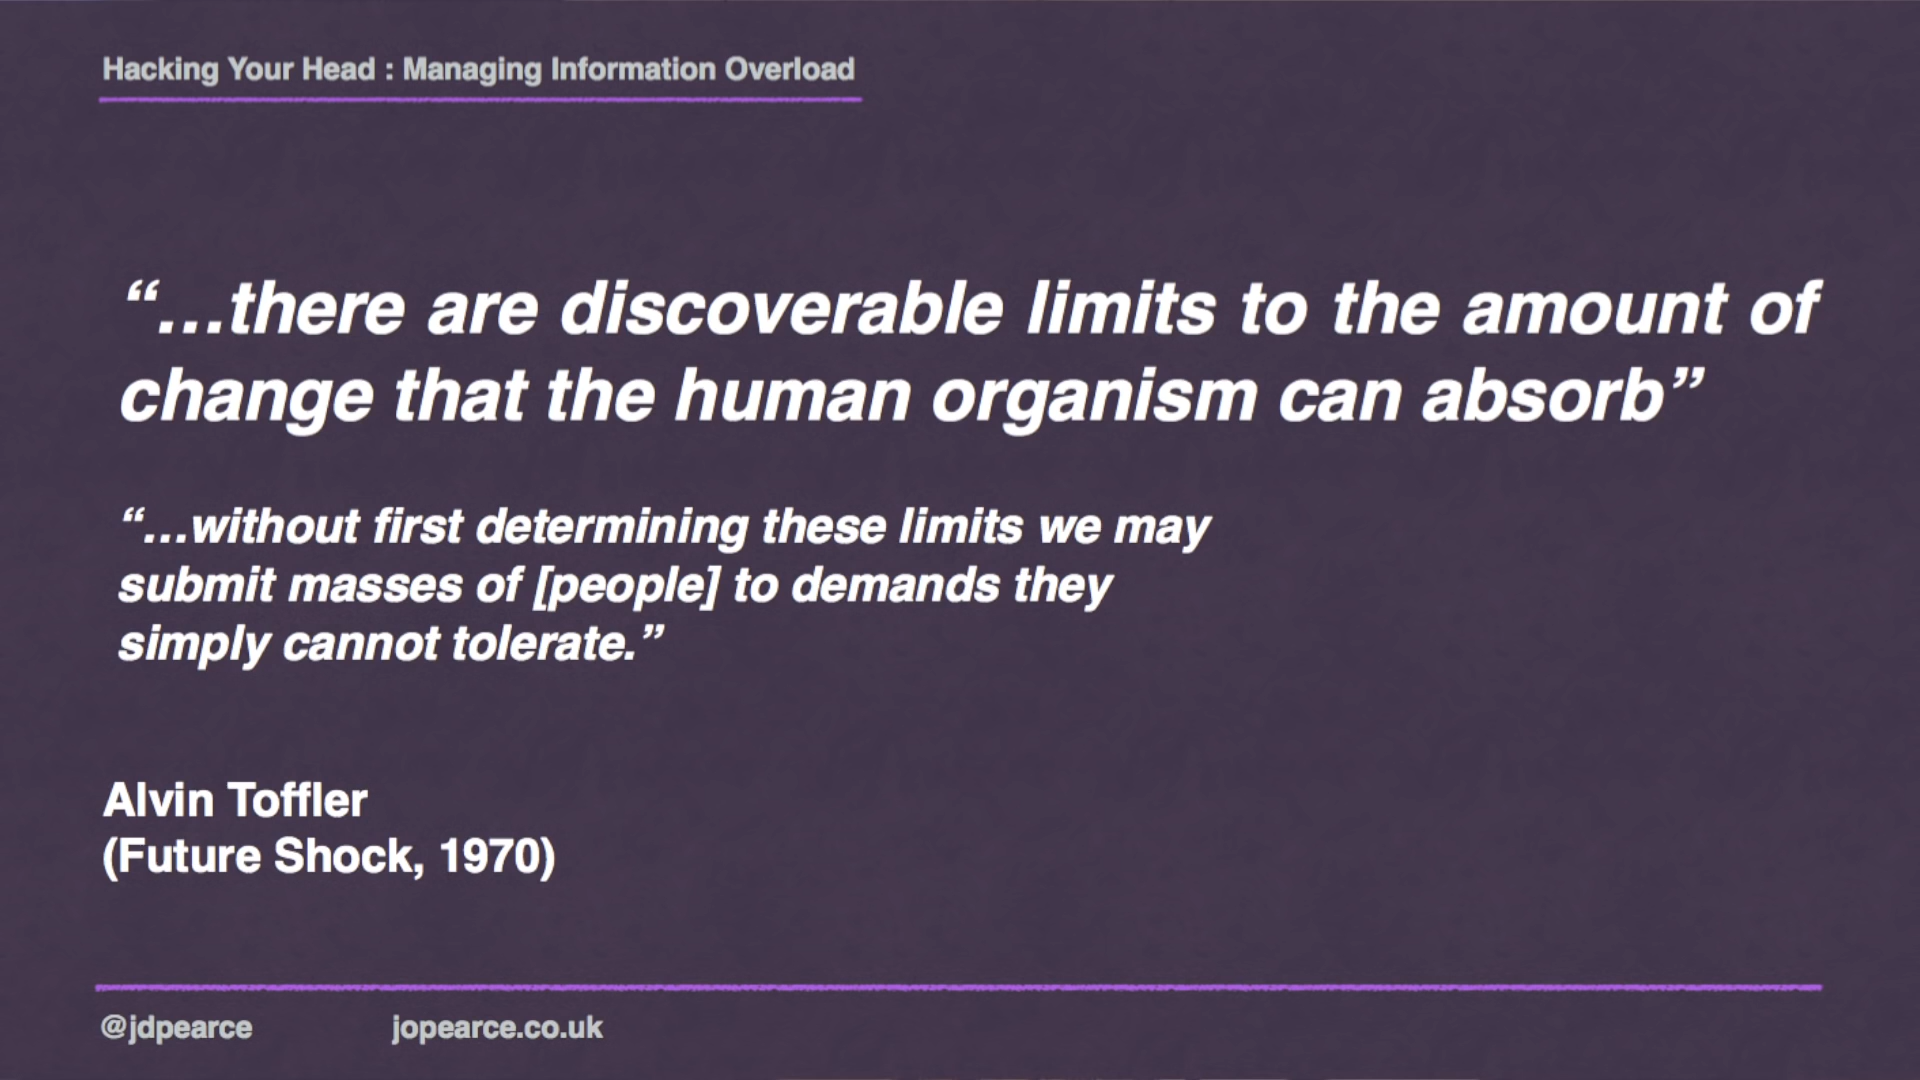 Hacking Your Head : Managing Information Overload
“...there are discoverable limits to the amount of
change that the human organism can absorb”
“...without first determining these limits we may
submit masses of [people] to demands they
simply cannot tolerate.”
Alvin Toffler
(Future Shock, 1970)
@jdpearce jopearce.co.uk